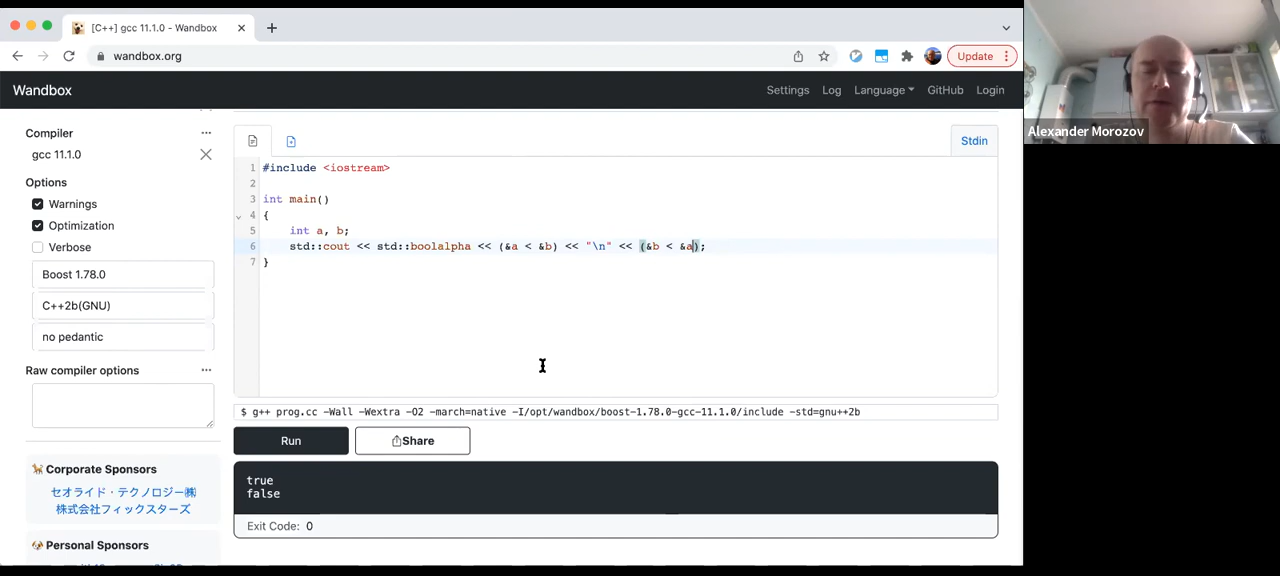 [C++] gcc 11.1.0 - Wandbox
wandbox.org
Update
Wandbox
Settings Log Language GitHub Login
Compiler
gcc 11.1.0
Options
Warnings
Optimization
Verbose
Boost 1.78.0
C++2b(GNU)
no pedantic
Raw compiler options
Corporate Sponsors
セオライド・テクノロジー㈱
株式会社フィックスターズ
Personal Sponsors
Stdin
1 #include <iostream>
2
3 int main()
4 {
5 int a, b;
6 std::cout << std::boolalpha << (&a < &b) << "\n" << (&b < &a);
7 }
$ g++ prog.cc -Wall -Wextra -O2 -march=native -I/opt/wandbox/boost-1.78.0-gcc-11.1.0/include -std=gnu++2b
Run
Share
true
false
Exit Code: 0
Alexander Morozov